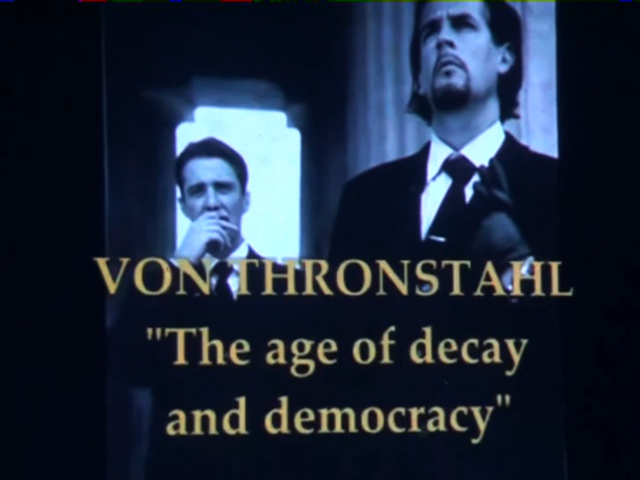 VON THRONSTAHL
"The age of decay
and democracy"